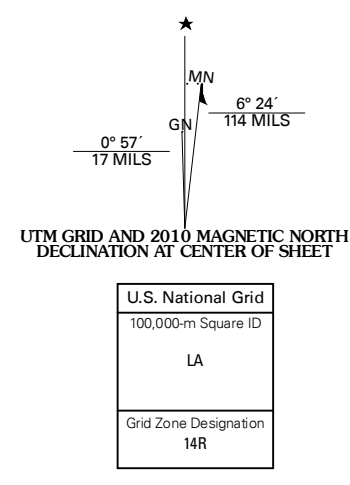 ★
MN
6° 24´
114 MILS
GN
0° 57´
17 MILS
UTM GRID AND 2010 MAGNETIC NORTH
DECLINATION AT CENTER OF SHEET
U.S. National Grid
100,000-m Square ID
LA
Grid Zone Designation
14R